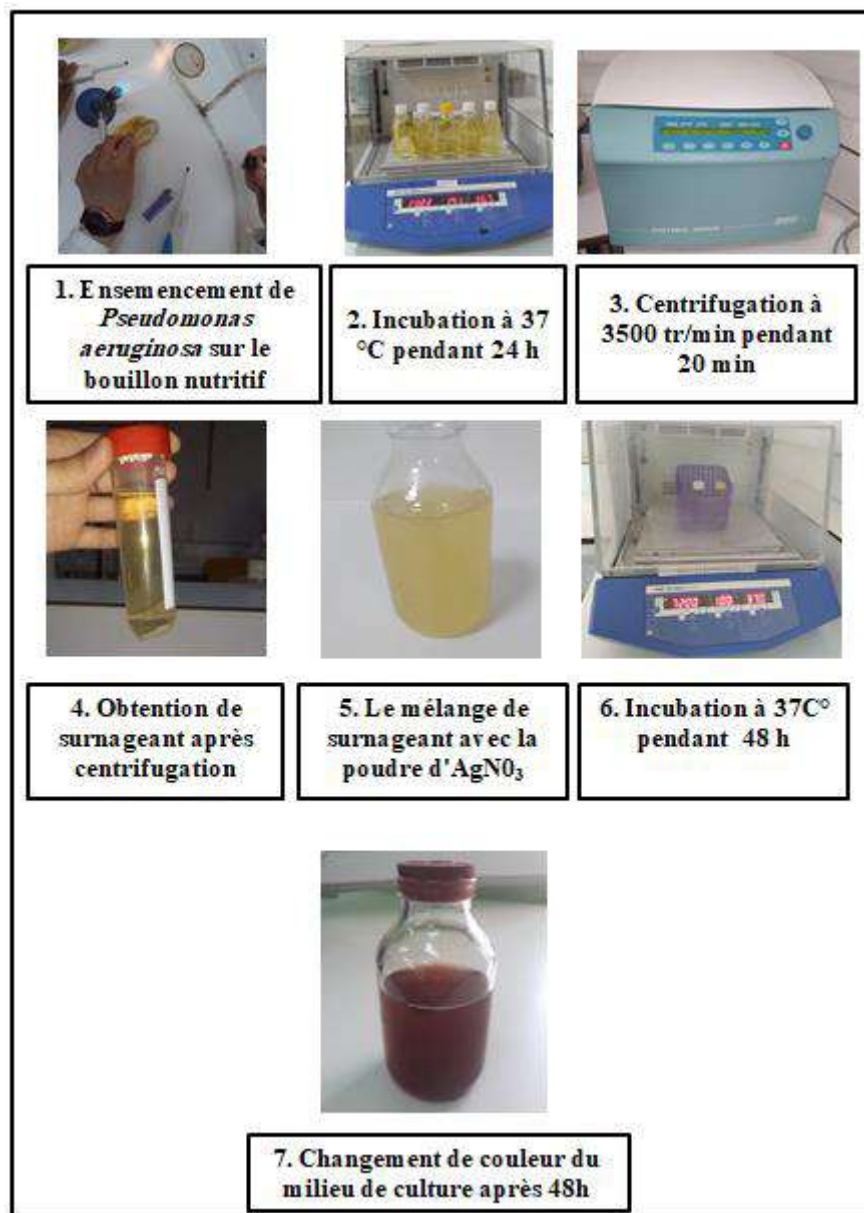 1. Ensemencement de
Pseudomonas
aeruginosa sur le
bouillon nutritif
2. Incubation à 37
°C pendant 24 h
3. Centrifugation à
3500 tr/min pendant
20 min
4. Obtention de
surnageant après
centrifugation
5. Le mélange de
surnageant avec la
poudre d'AgN0₃
6. Incubation à 37C°
pendant 48 h
7. Changement de couleur du
milieu de culture après 48h